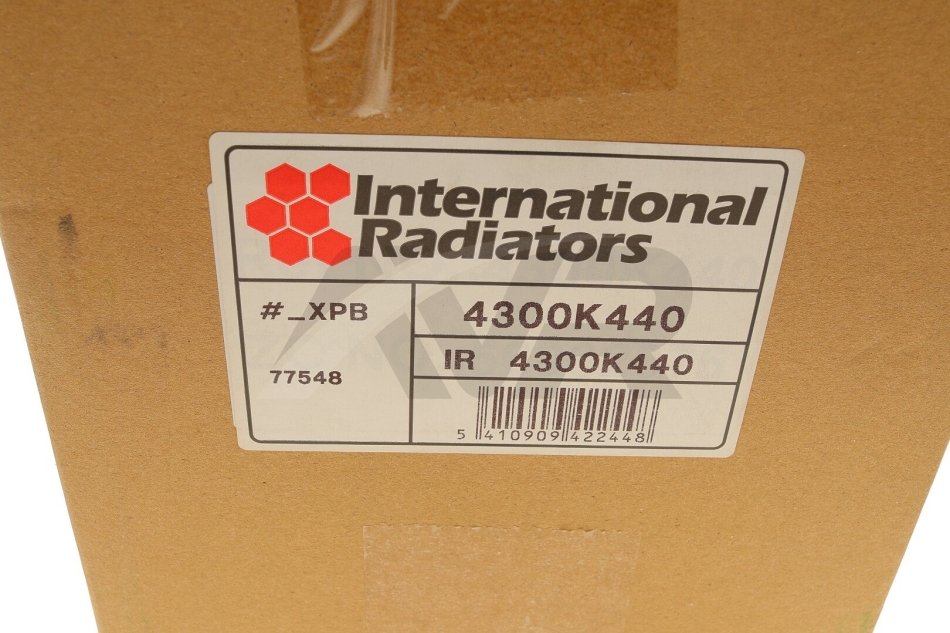 International
Radiators
#_XPB
4300K440
IR 4300K440
77548
5 410909 422448